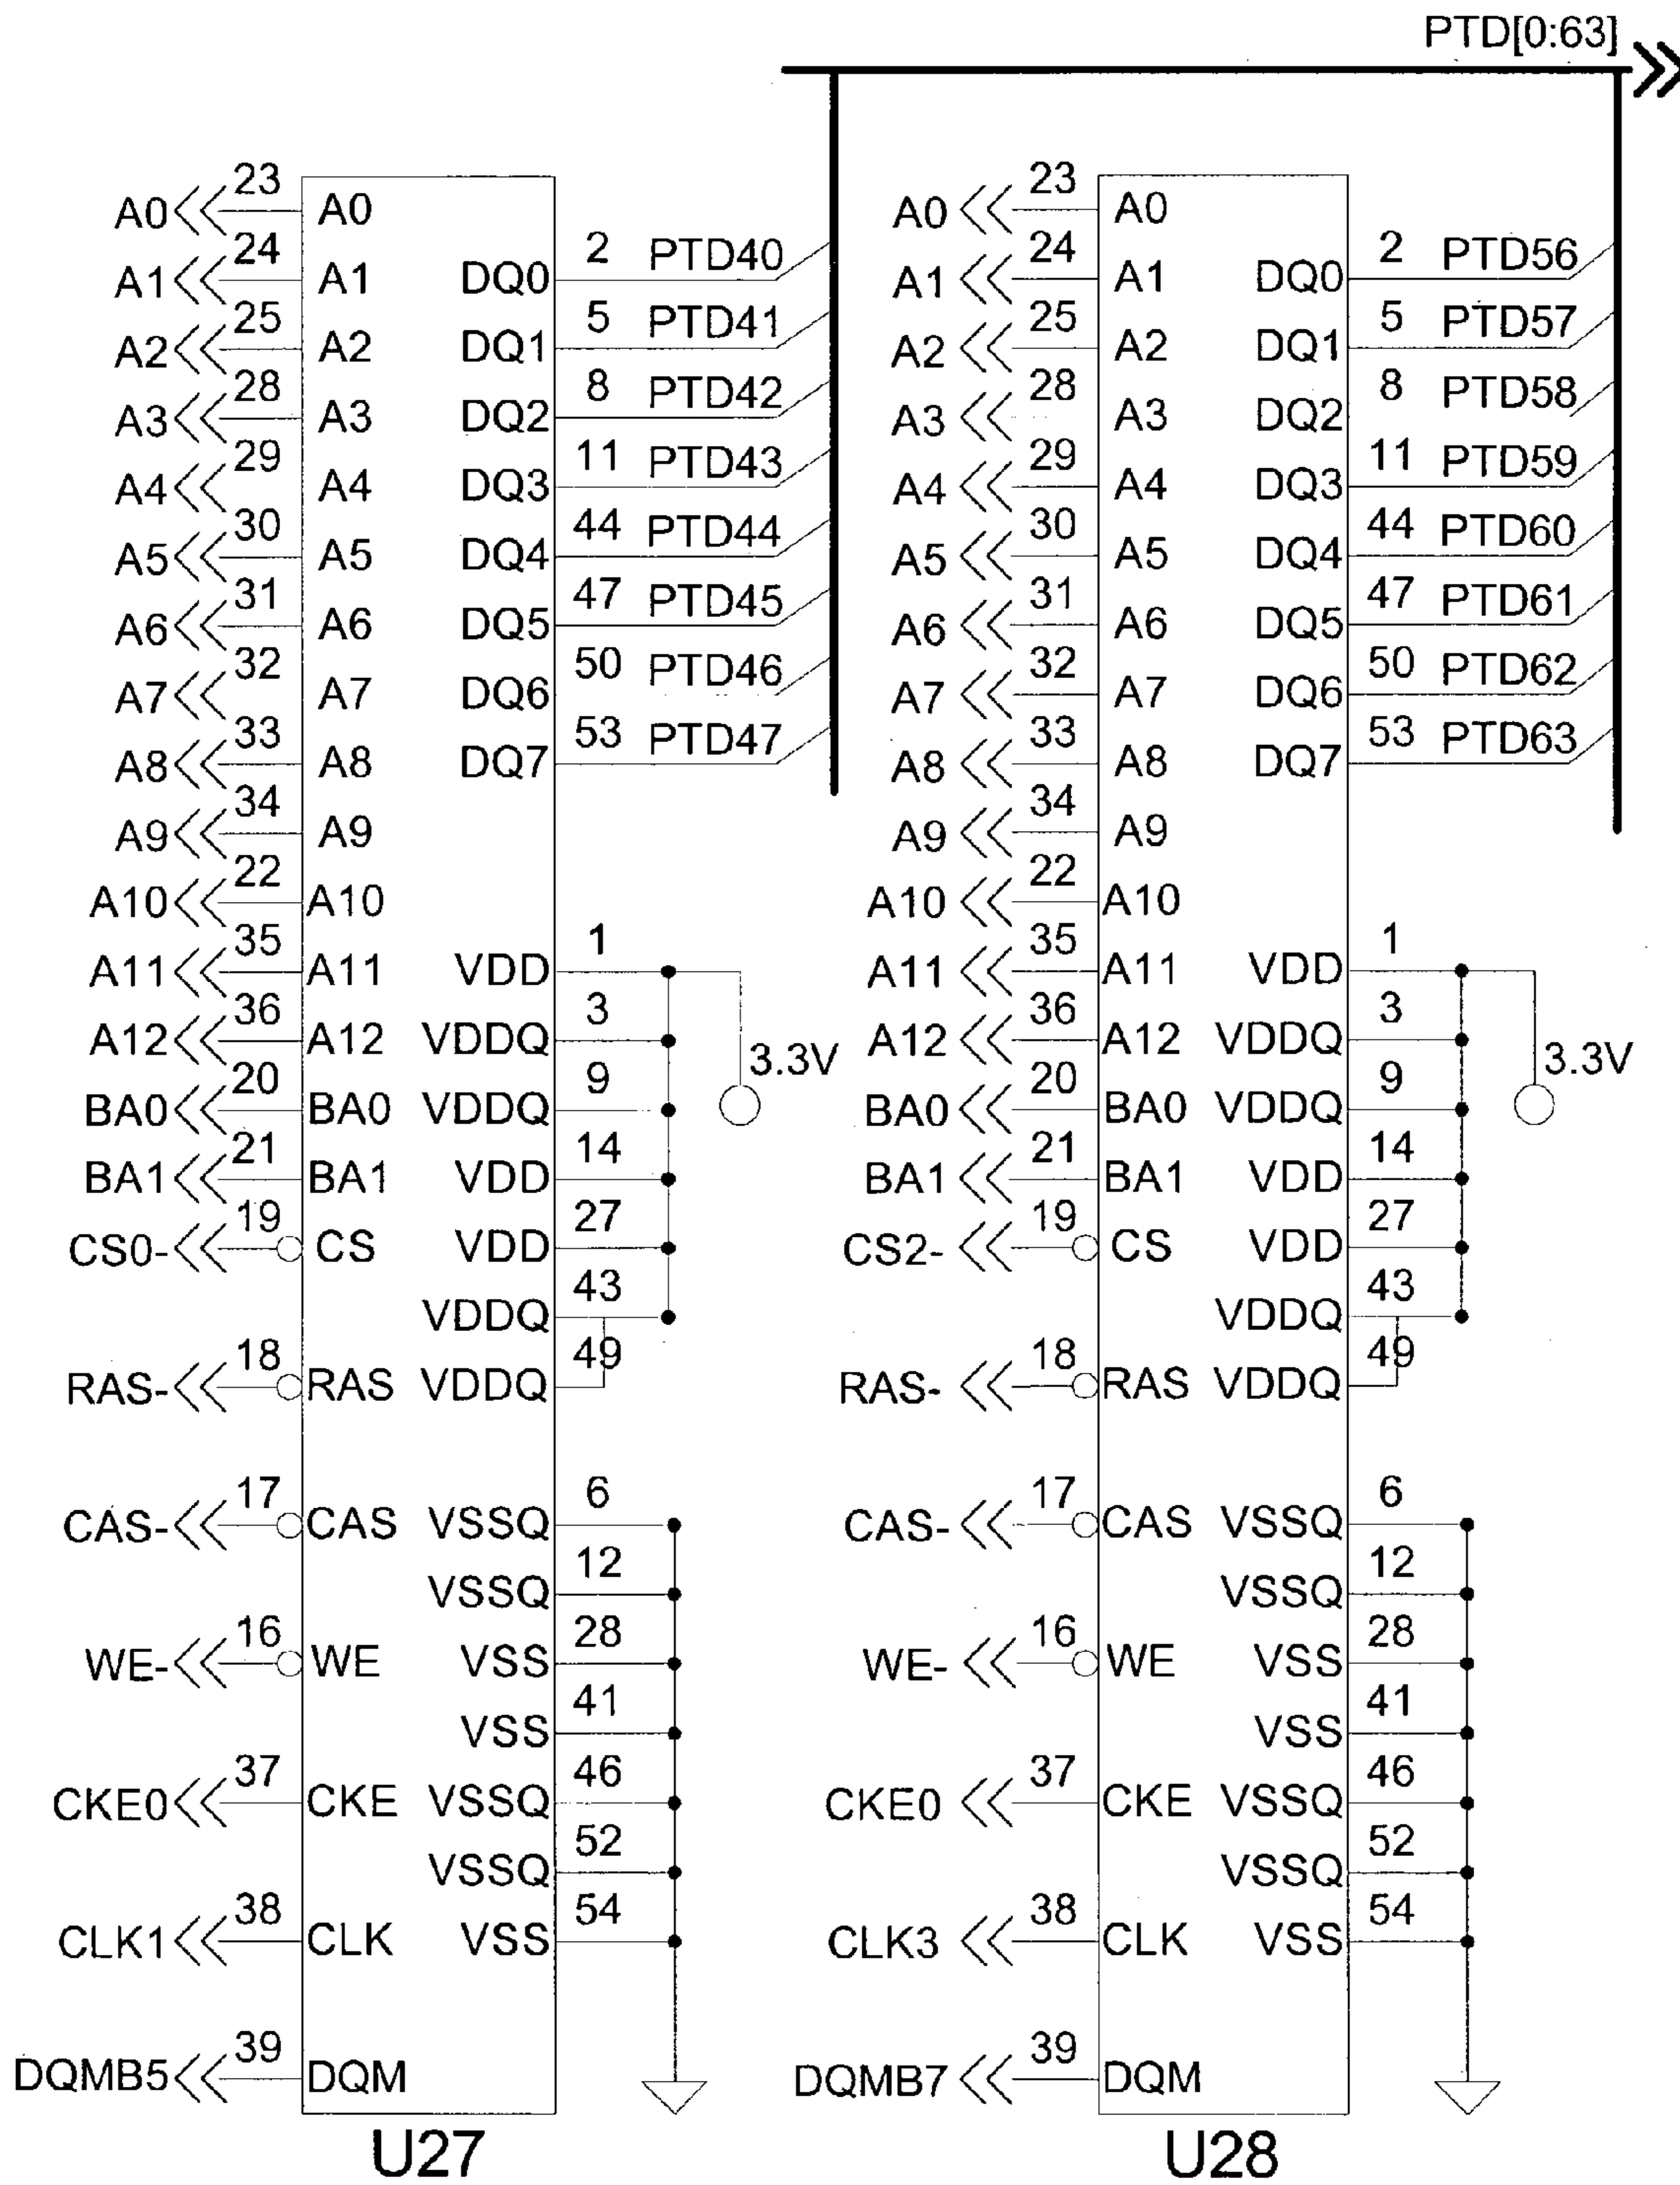 PTD[0:63]
A0 23 A0
A1 24 A1 DQ0 2 PTD40
A2 25 A2 DQ1 5 PTD41
A3 28 A3 DQ2 8 PTD42
A4 29 A4 DQ3 11 PTD43
A5 30 A5 DQ4 44 PTD44
A6 31 A6 DQ5 47 PTD45
A7 32 A7 DQ6 50 PTD46
A8 33 A8 DQ7 53 PTD47
A9 34 A9
A10 22 A10
A11 35 A11 VDD 1
A12 36 A12 VDDQ 3
3.3V
BA0 20 BA0 VDDQ 9
BA1 21 BA1 VDD 14
CS0- 19 CS VDD 27
VDDQ 43
RAS- 18 RAS VDDQ 49
CAS- 17 CAS VSSQ 6
VSSQ 12
WE- 16 WE VSS 28
VSS 41
CKE0 37 CKE VSSQ 46
VSSQ 52
CLK1 38 CLK VSS 54
DQMB5 39 DQM
U27
A0 23 A0
A1 24 A1 DQ0 2 PTD56
A2 25 A2 DQ1 5 PTD57
A3 28 A3 DQ2 8 PTD58
A4 29 A4 DQ3 11 PTD59
A5 30 A5 DQ4 44 PTD60
A6 31 A6 DQ5 47 PTD61
A7 32 A7 DQ6 50 PTD62
A8 33 A8 DQ7 53 PTD63
A9 34 A9
A10 22 A10
A11 35 A11 VDD 1
A12 36 A12 VDDQ 3
3.3V
BA0 20 BA0 VDDQ 9
BA1 21 BA1 VDD 14
CS2- 19 CS VDD 27
VDDQ 43
RAS- 18 RAS VDDQ 49
CAS- 17 CAS VSSQ 6
VSSQ 12
WE- 16 WE VSS 28
VSS 41
CKE0 37 CKE VSSQ 46
VSSQ 52
CLK3 38 CLK VSS 54
DQMB7 39 DQM
U28